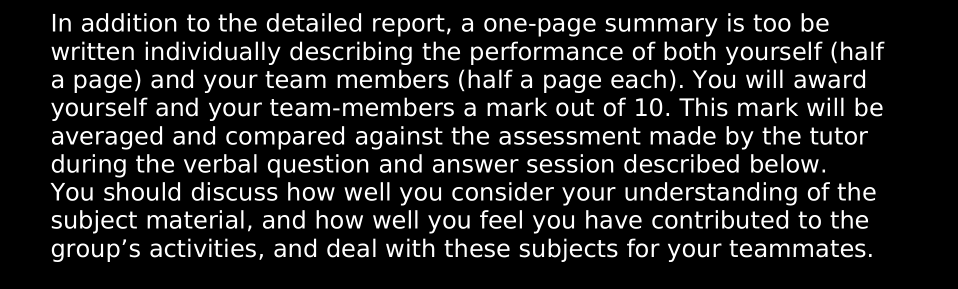 In addition to the detailed report, a one-page summary is too be
written individually describing the performance of both yourself (half
a page) and your team members (half a page each). You will award
yourself and your team-members a mark out of 10. This mark will be
averaged and compared against the assessment made by the tutor
during the verbal question and answer session described below.
You should discuss how well you consider your understanding of the
subject material, and how well you feel you have contributed to the
group’s activities, and deal with these subjects for your teammates.